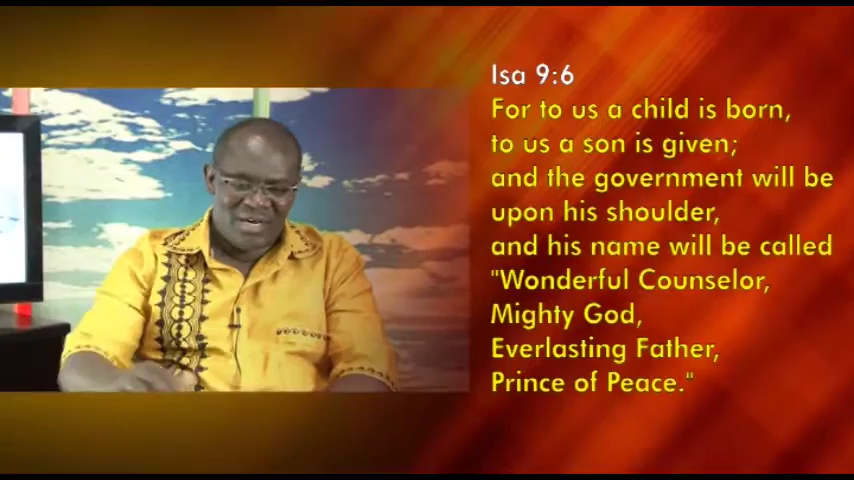 Isa 9:6
For to us a child is born,
to us a son is given;
and the government will be
upon his shoulder,
and his name will be called
"Wonderful Counselor,
Mighty God,
Everlasting Father,
Prince of Peace."